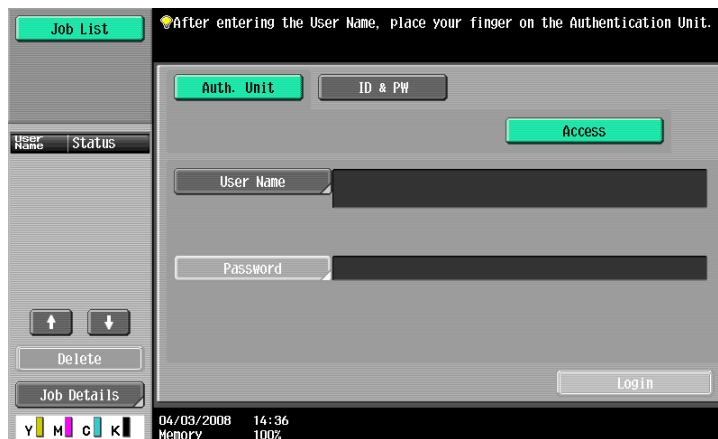 Job List
After entering the User Name, place your finger on the Authentication Unit.
Auth. Unit
ID & PW
Access
User Name
Status
User Name
Password
Delete
Job Details
Login
Y M C K
04/03/2008 14:36
Memory 100%